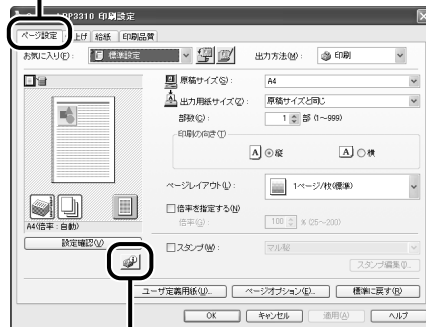 LBP3310 印刷設定
ページ設定 仕上げ 給紙 印刷品質
お気に入り(F): 標準設定 出力方法(M): 印刷
原稿サイズ(S): A4
出力用紙サイズ(Z): 原稿サイズと同じ
部数(C): 1 部 (1～999)
印刷の向き(T)
A 縦 A 横
ページレイアウト(L): 1ページ/枚(標準)
倍率を指定する(N)
倍率(G): 100 % (25～200)
A4(倍率:自動)
設定確認(V)
スタンプ(W): マル秘
スタンプ編集(I)...
ユーザ定義用紙(U)... ページオプション(E)... 標準に戻す(R)
OK キャンセル 適用(A) ヘルプ